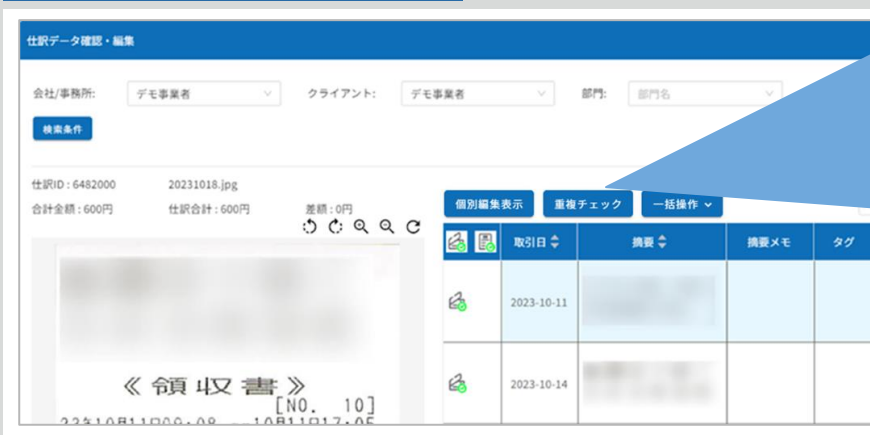 仕訳データ確認・編集
会社/事務所: デモ事業者 クライアント: デモ事業者 部門: 部門名
検索条件
仕訳ID : 6482000 20231018.jpg
合計金額 : 600円 仕訳合計 : 600円 差額 : 0円
個別編集表示 重複チェック 一括操作
取引日 摘要 摘要メモ タグ
2023-10-11
2023-10-14
《領収書》
[NO. 10]